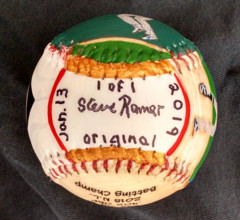 1 of 1
Jan. 13
Steve Ramer
2019
original
2018 N.L.
Batting Champ